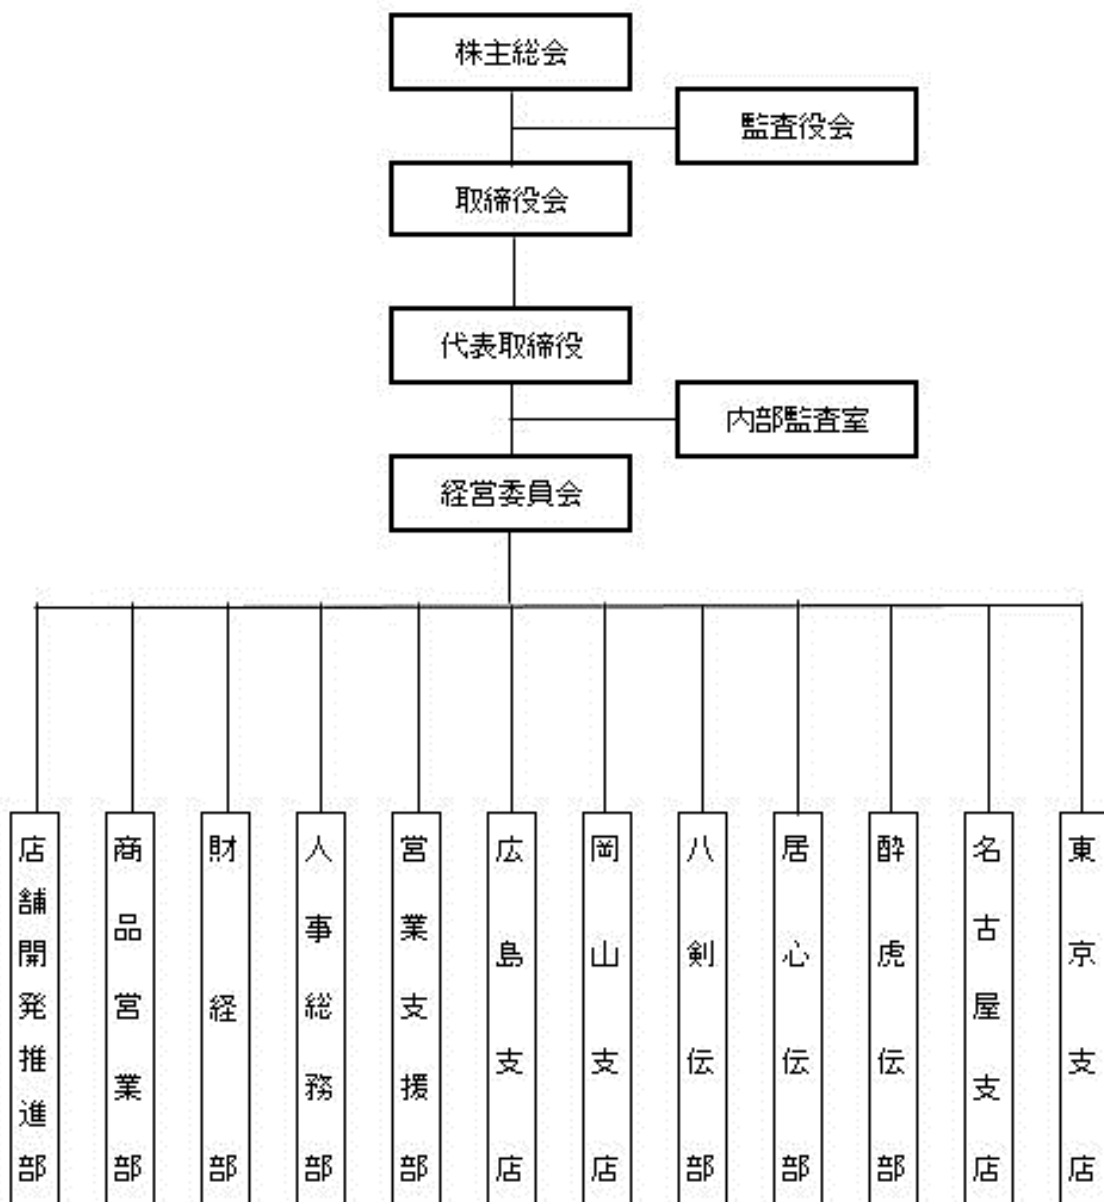 株主総会
監査役会
取締役会
代表取締役
内部監査室
経営委員会
店舗開発推進部
商品営業部
財経部
人事総務部
営業支援部
広島支店
岡山支店
八剣伝部
居心伝部
酔虎伝部
名古屋支店
東京支店